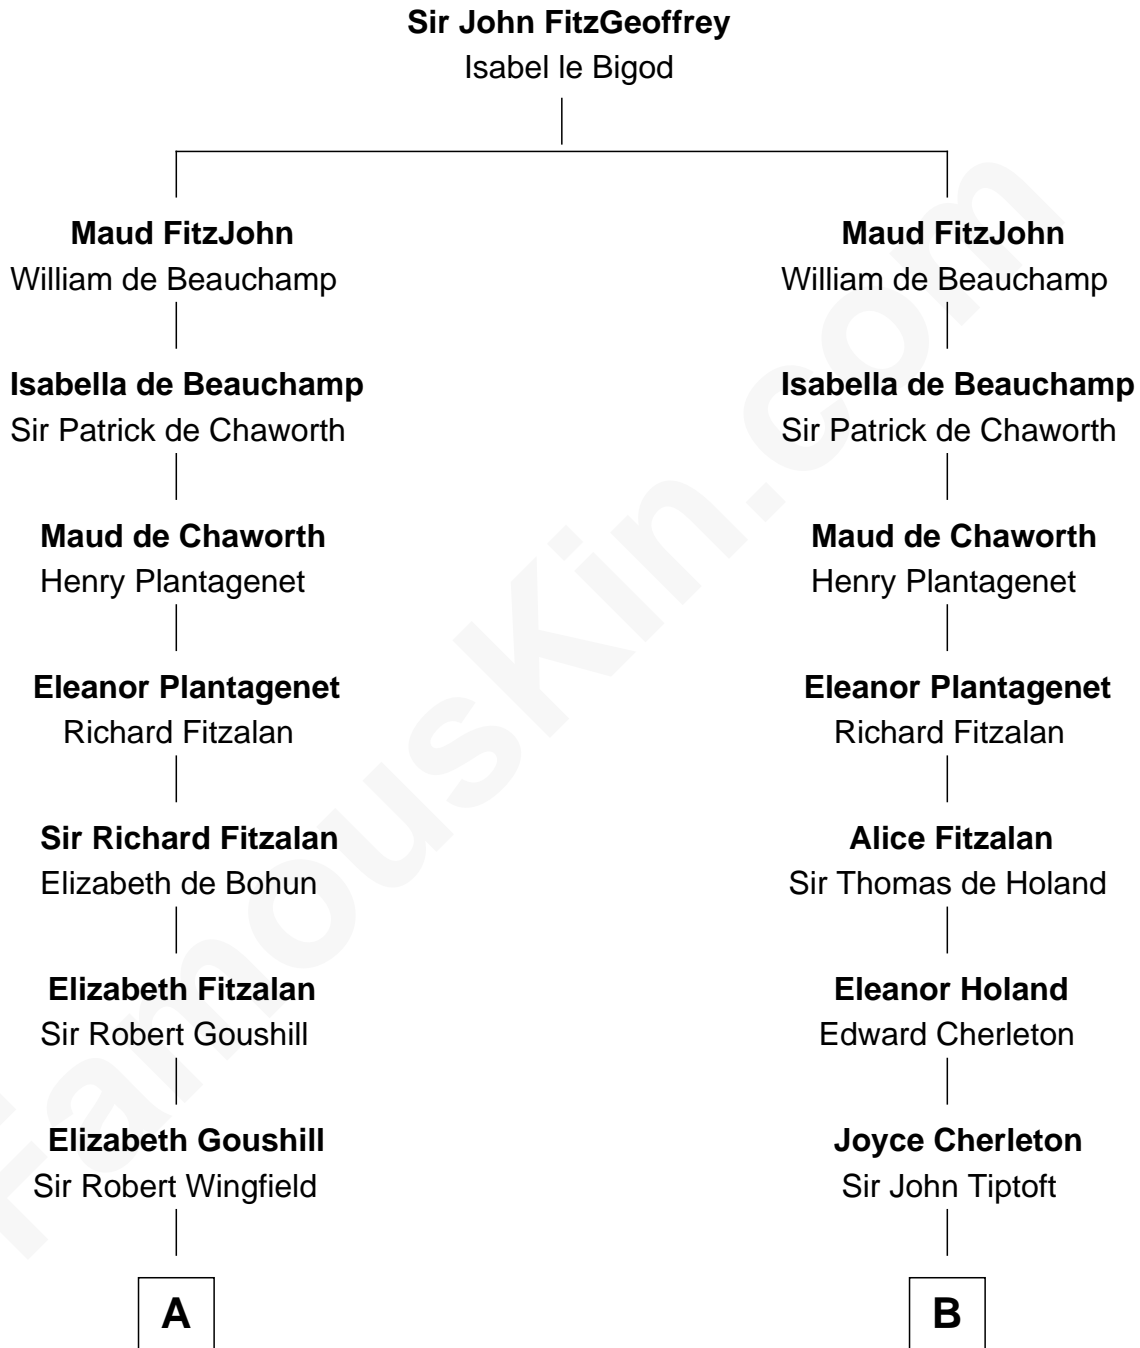 Sir John FitzGeoffrey
Isabel le Bigod
Maud FitzJohn
William de Beauchamp
Isabella de Beauchamp
Sir Patrick de Chaworth
Maud de Chaworth
Henry Plantagenet
Eleanor Plantagenet
Richard Fitzalan
Sir Richard Fitzalan
Elizabeth de Bohun
Elizabeth Fitzalan
Sir Robert Goushill
Elizabeth Goushill
Sir Robert Wingfield
A
Maud FitzJohn
William de Beauchamp
Isabella de Beauchamp
Sir Patrick de Chaworth
Maud de Chaworth
Henry Plantagenet
Eleanor Plantagenet
Richard Fitzalan
Alice Fitzalan
Sir Thomas de Holand
Eleanor Holand
Edward Cherleton
Joyce Cherleton
Sir John Tiptoft
B
FamousKin.com